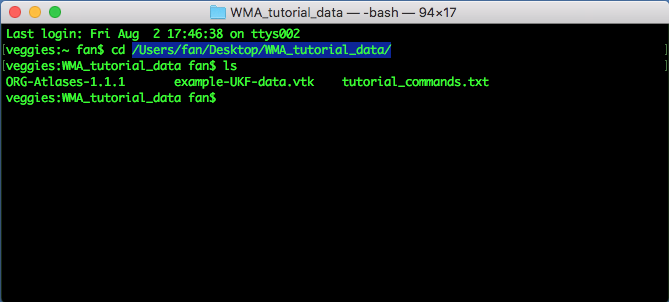 WMA_tutorial_data — -bash — 94×17
Last login: Fri Aug  2 17:46:38 on ttys002
[veggies:~ fan$ cd /Users/fan/Desktop/WMA_tutorial_data/ ]
[veggies:WMA_tutorial_data fan$ ls ]
ORG-Atlases-1.1.1 example-UKF-data.vtk tutorial_commands.txt
veggies:WMA_tutorial_data fan$